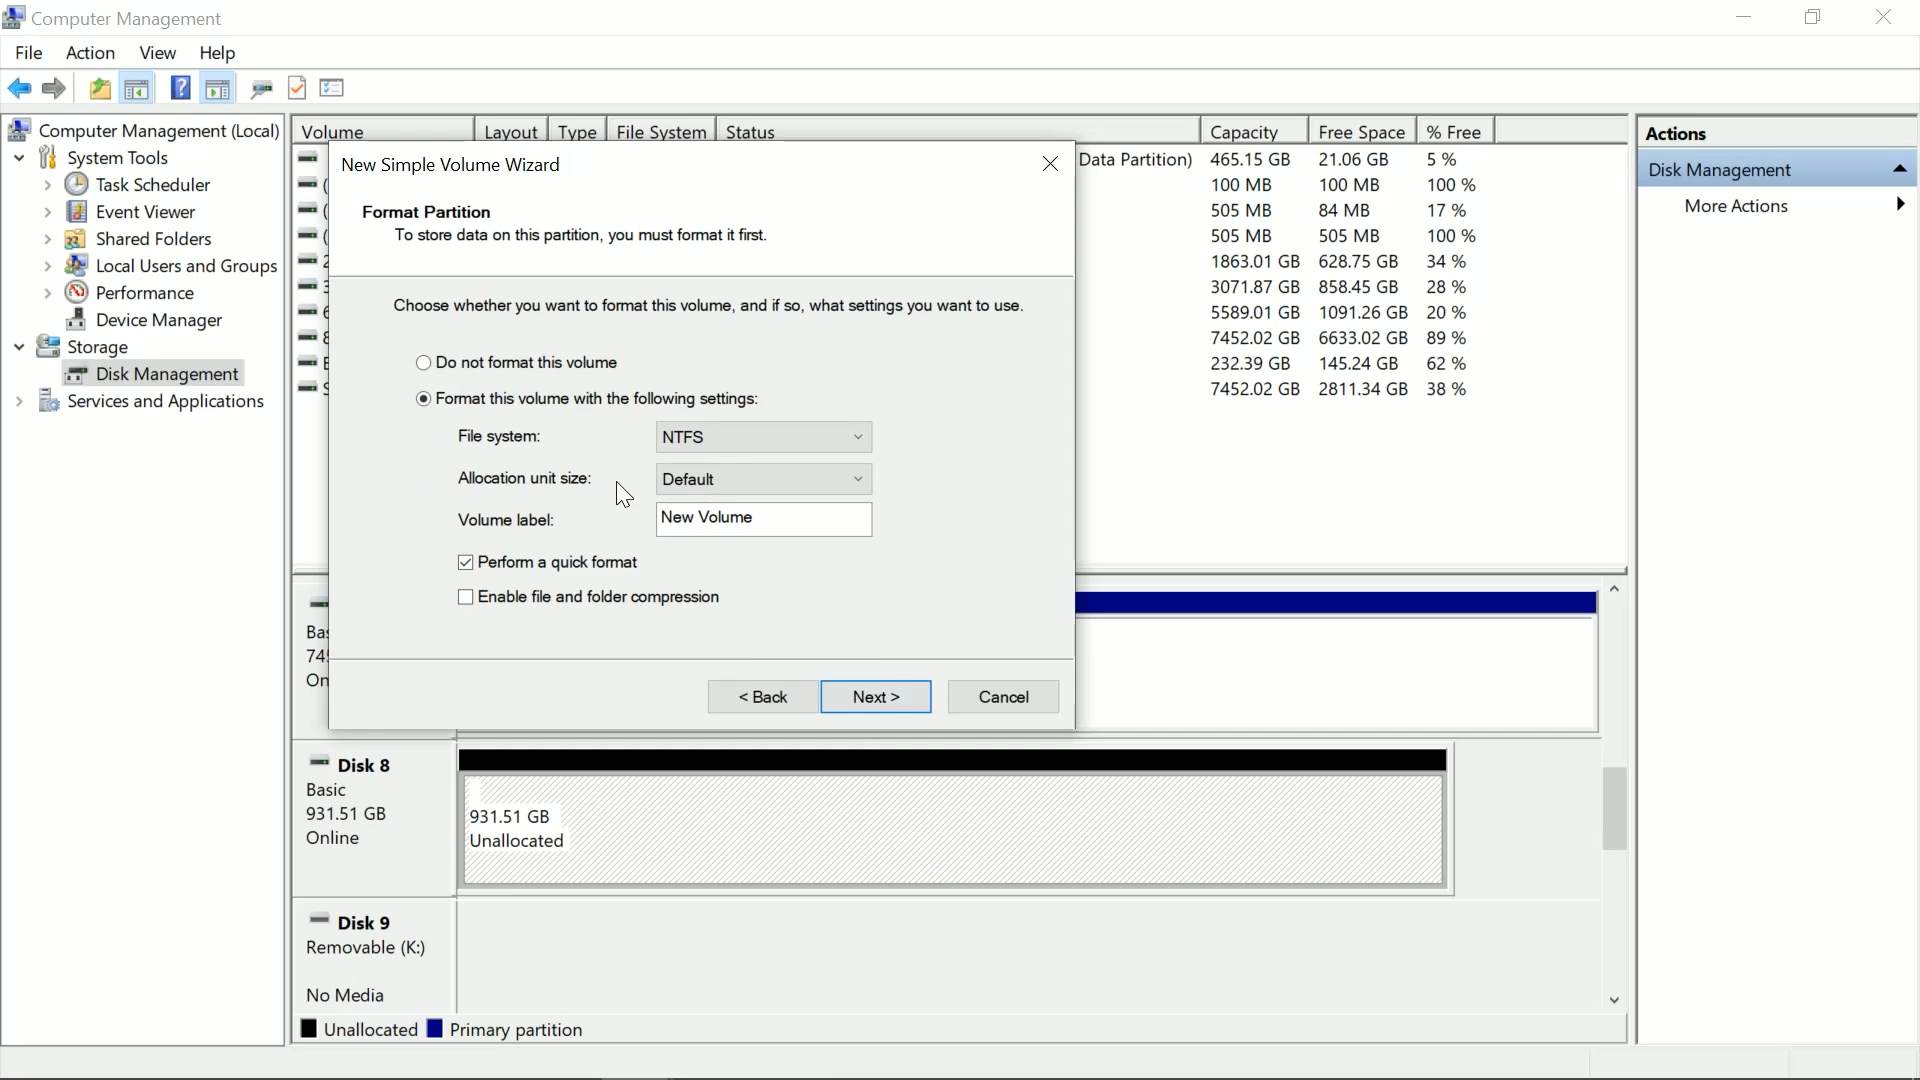 Computer Management
File Action View Help
Computer Management (Local)
System Tools
Task Scheduler
Event Viewer
Shared Folders
Local Users and Groups
Performance
Device Manager
Storage
Disk Management
Services and Applications
Volume Layout Type File System Status Capacity Free Space % Free
Data Partition) 465.15 GB 21.06 GB 5 %
( 100 MB 100 MB 100 %
( 505 MB 84 MB 17 %
( 505 MB 505 MB 100 %
2 1863.01 GB 628.75 GB 34 %
3 3071.87 GB 858.45 GB 28 %
6 5589.01 GB 1091.26 GB 20 %
8 7452.02 GB 6633.02 GB 89 %
E 232.39 GB 145.24 GB 62 %
S 7452.02 GB 2811.34 GB 38 %
New Simple Volume Wizard
Format Partition
To store data on this partition, you must format it first.
Choose whether you want to format this volume, and if so, what settings you want to use.
Do not format this volume
Format this volume with the following settings:
File system: NTFS
Allocation unit size: Default
Volume label: New Volume
Perform a quick format
Enable file and folder compression
< Back Next > Cancel
Bas
745
On
Disk 8
Basic
931.51 GB
Online
931.51 GB
Unallocated
Disk 9
Removable (K:)
No Media
Unallocated Primary partition
Actions
Disk Management
More Actions